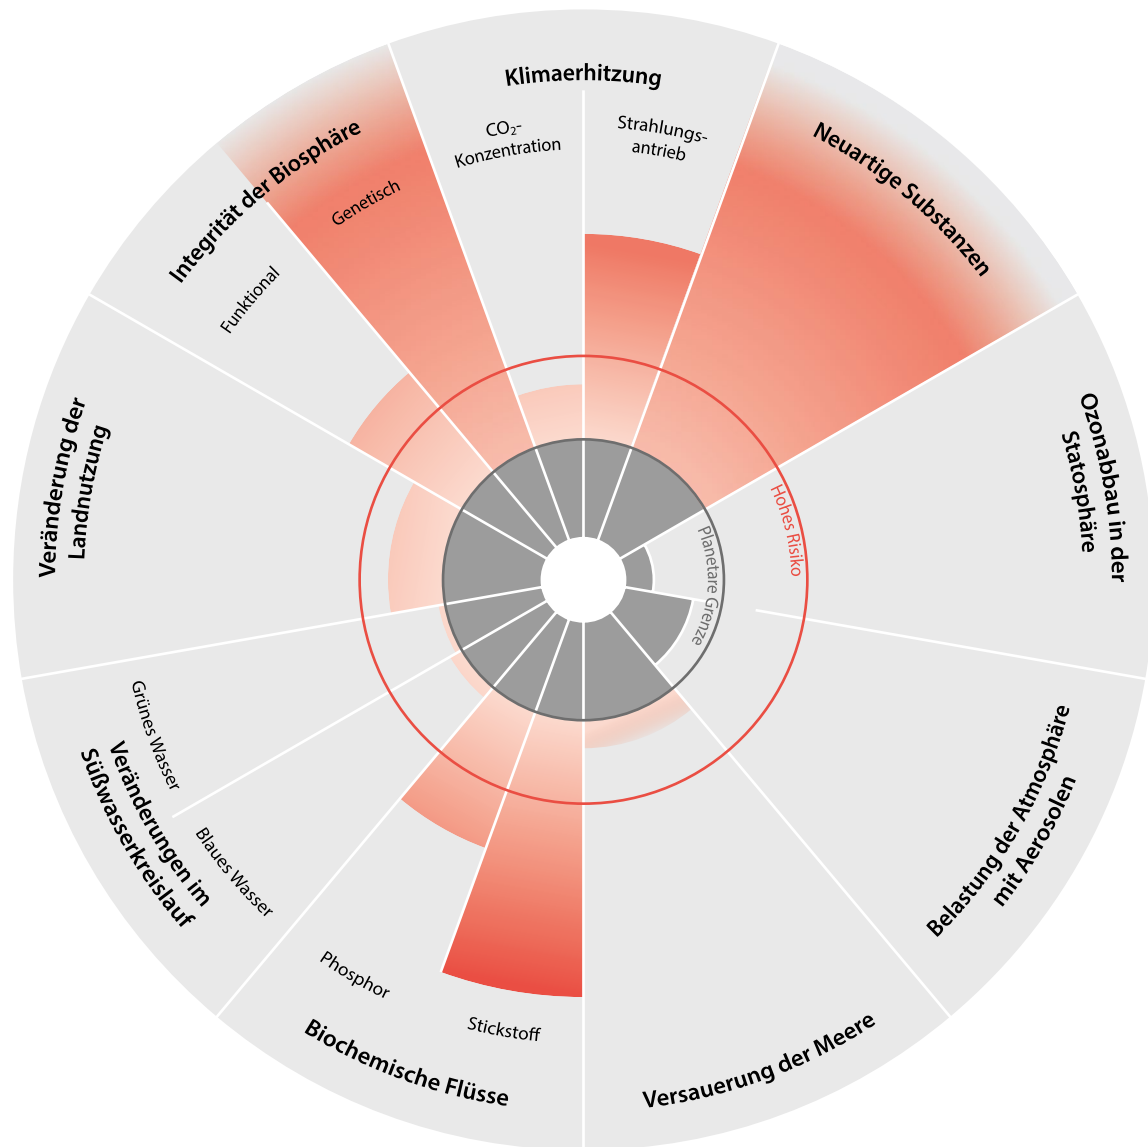 Klimaerhitzung
CO₂-
Konzentration
Strahlungs-
antrieb
Neuartige Substanzen
Ozonabbau in der
Statosphäre
Hohes Risiko
Planetare Grenze
Belastung der Atmosphäre
mit Aerosolen
Versauerung der Meere
Biochemische Flüsse
Stickstoff
Phosphor
Veränderungen im
Süßwasserkreislauf
Blaues Wasser
Grünes Wasser
Veränderung der
Landnutzung
Integrität der Biosphäre
Funktional
Genetisch